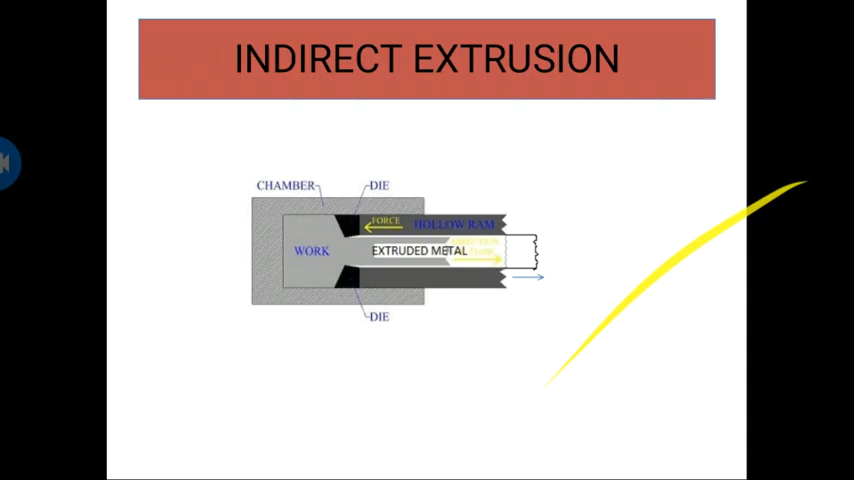 INDIRECT EXTRUSION
CHAMBER
DIE
FORCE
HOLLOW RAM
WORK
EXTRUDED METAL
DIE